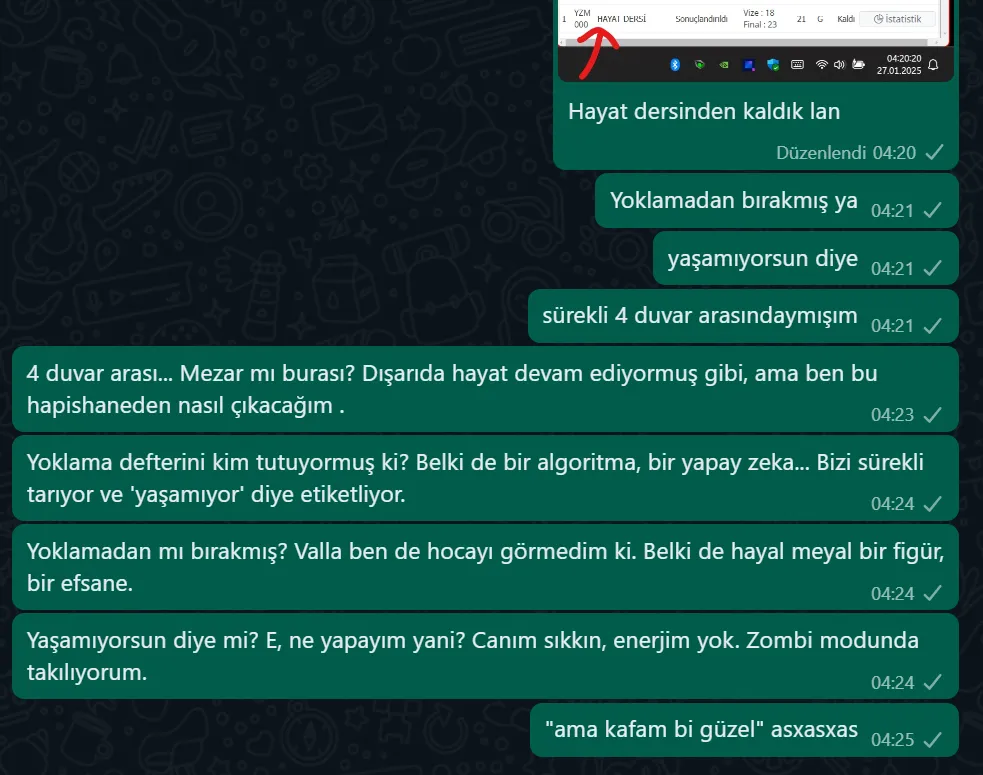 1 YZM 000 HAYAT DERSİ Sonuçlandırıldı Vize : 18 Final : 23 21 G Kaldı İstatistik
04:20:20
27.01.2025
Hayat dersinden kaldık lan
Düzenlendi 04:20
Yoklamadan bırakmış ya 04:21
yaşamıyorsun diye 04:21
sürekli 4 duvar arasındaymışım 04:21
4 duvar arası... Mezar mı burası? Dışarıda hayat devam ediyormuş gibi, ama ben bu
hapishaneden nasıl çıkacağım .
04:23
Yoklama defterini kim tutuyormuş ki? Belki de bir algoritma, bir yapay zeka... Bizi sürekli
tarıyor ve 'yaşamıyor' diye etiketliyor.
04:24
Yoklamadan mı bırakmış? Valla ben de hocayı görmedim ki. Belki de hayal meyal bir figür,
bir efsane.
04:24
Yaşamıyorsun diye mi? E, ne yapayım yani? Canım sıkkın, enerjim yok. Zombi modunda
takılıyorum.
04:24
"ama kafam bi güzel" asxasxas 04:25